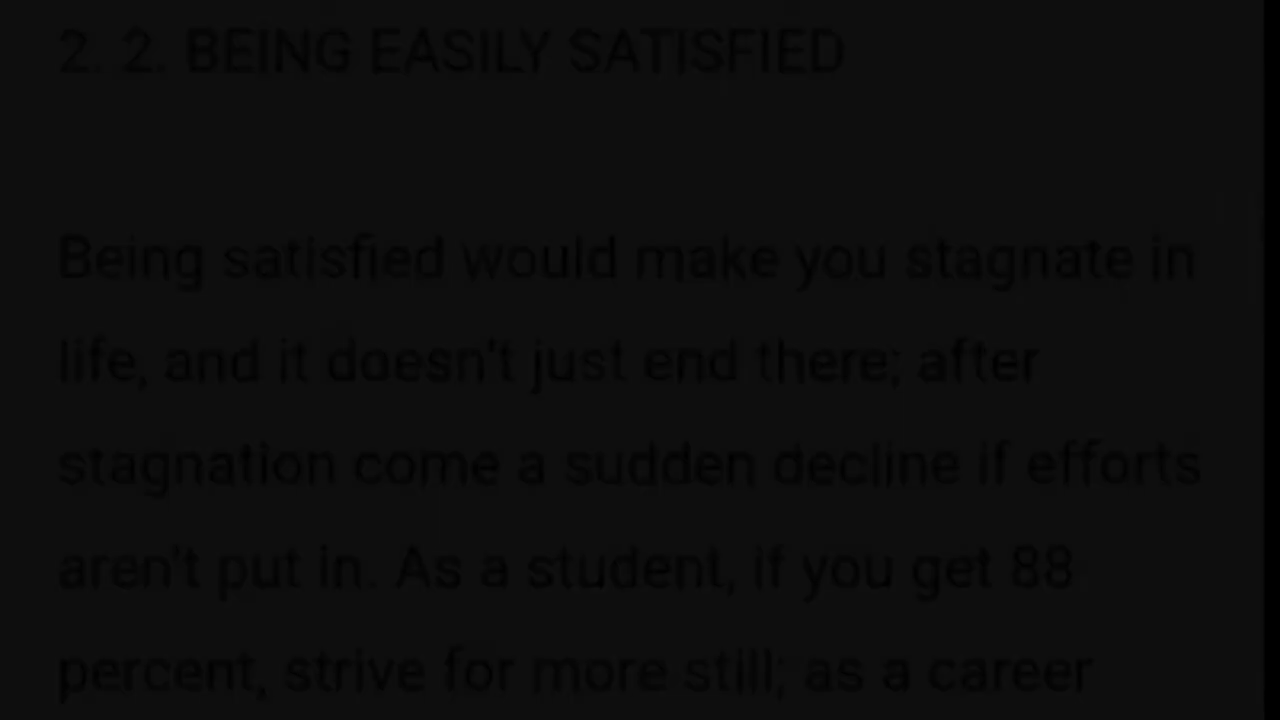 2. 2. BEING EASILY SATISFIED
Being satisfied would make you stagnate in
life, and it doesn't just end there; after
stagnation come a sudden decline if efforts
aren't put in. As a student, if you get 88
percent, strive for more still; as a career